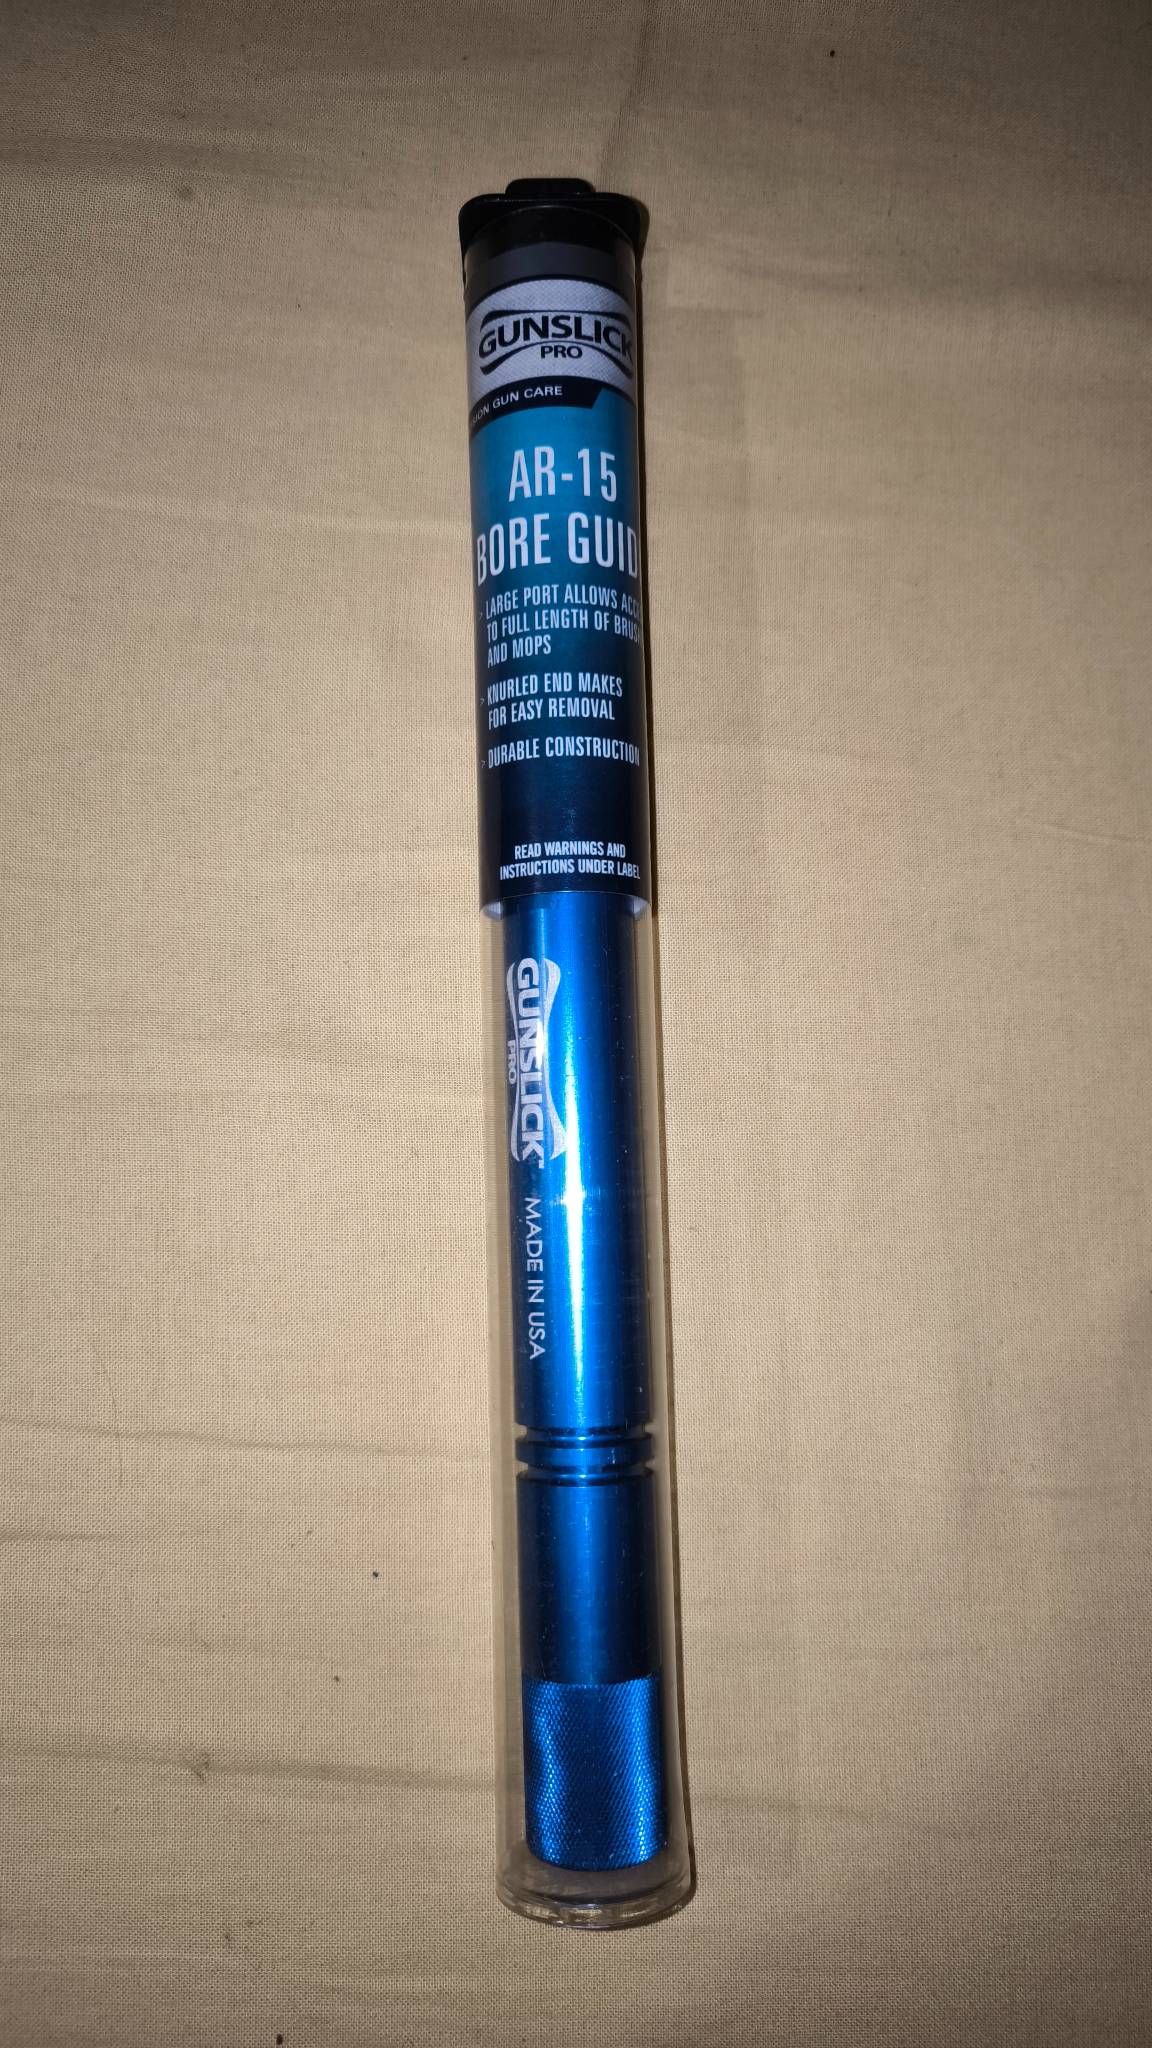 GUNSLICK
PRO
GUN CARE
AR-15
BORE GUID
> LARGE PORT ALLOWS ACC
TO FULL LENGTH OF BRUS
AND MOPS
> KNURLED END MAKES
FOR EASY REMOVAL
> DURABLE CONSTRUCTION
READ WARNINGS AND
INSTRUCTIONS UNDER LABEL
GUNSLICK™
PRO
MADE IN USA